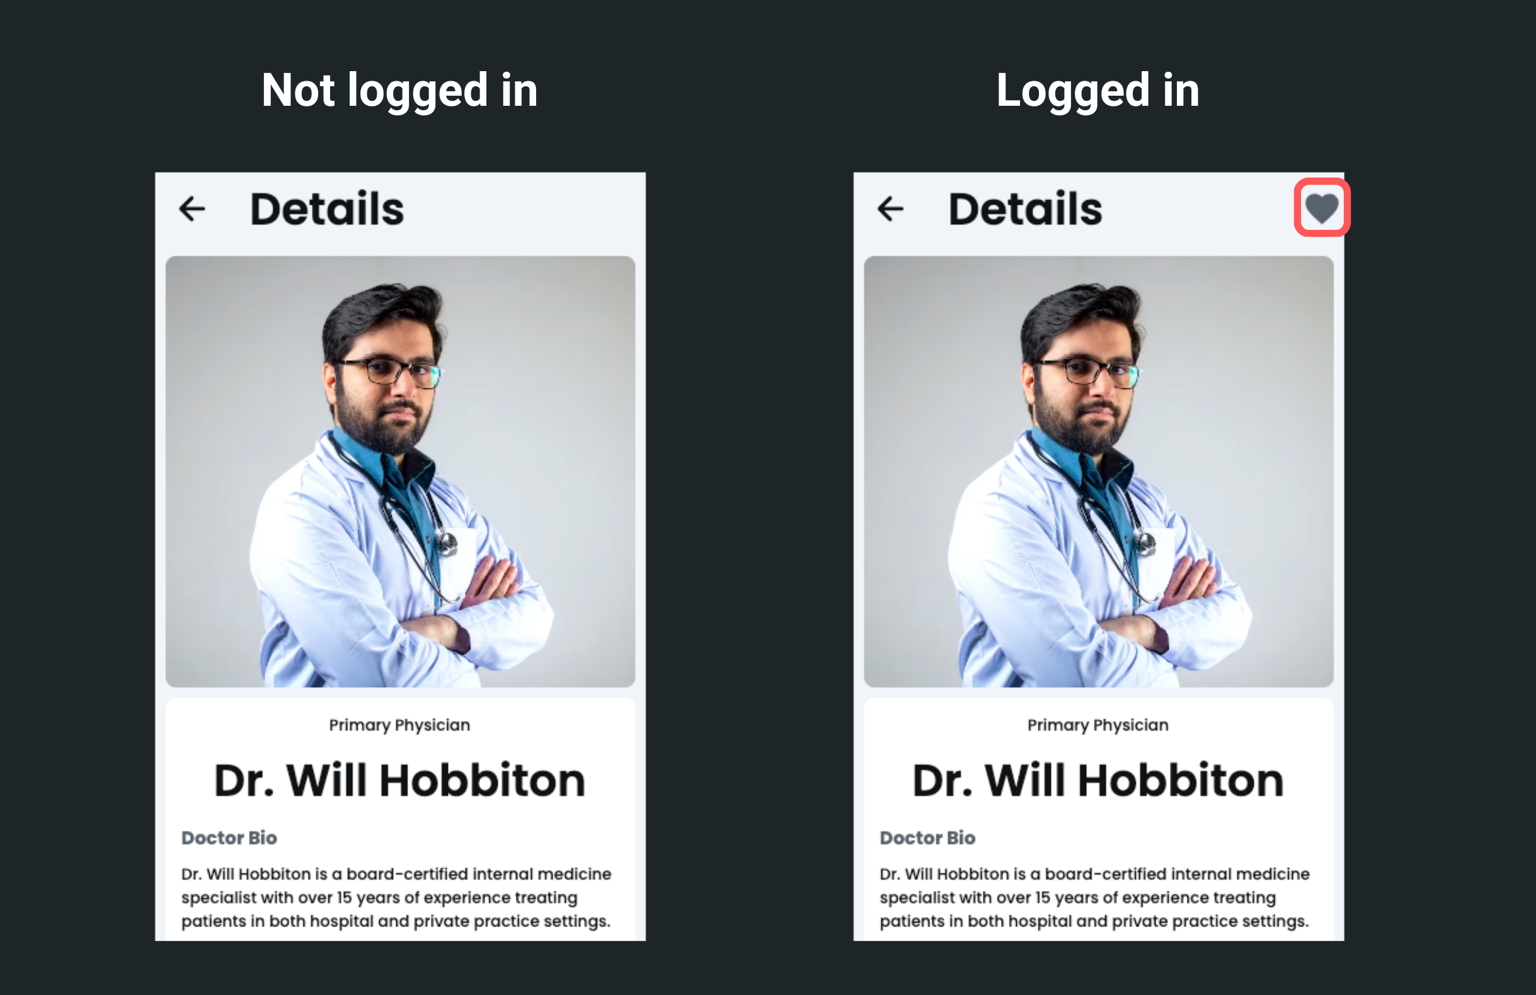 Not logged in
Details
Primary Physician
Dr. Will Hobbiton
Doctor Bio
Dr. Will Hobbiton is a board-certified internal medicine
specialist with over 15 years of experience treating
patients in both hospital and private practice settings.
Logged in
Details
Primary Physician
Dr. Will Hobbiton
Doctor Bio
Dr. Will Hobbiton is a board-certified internal medicine
specialist with over 15 years of experience treating
patients in both hospital and private practice settings.